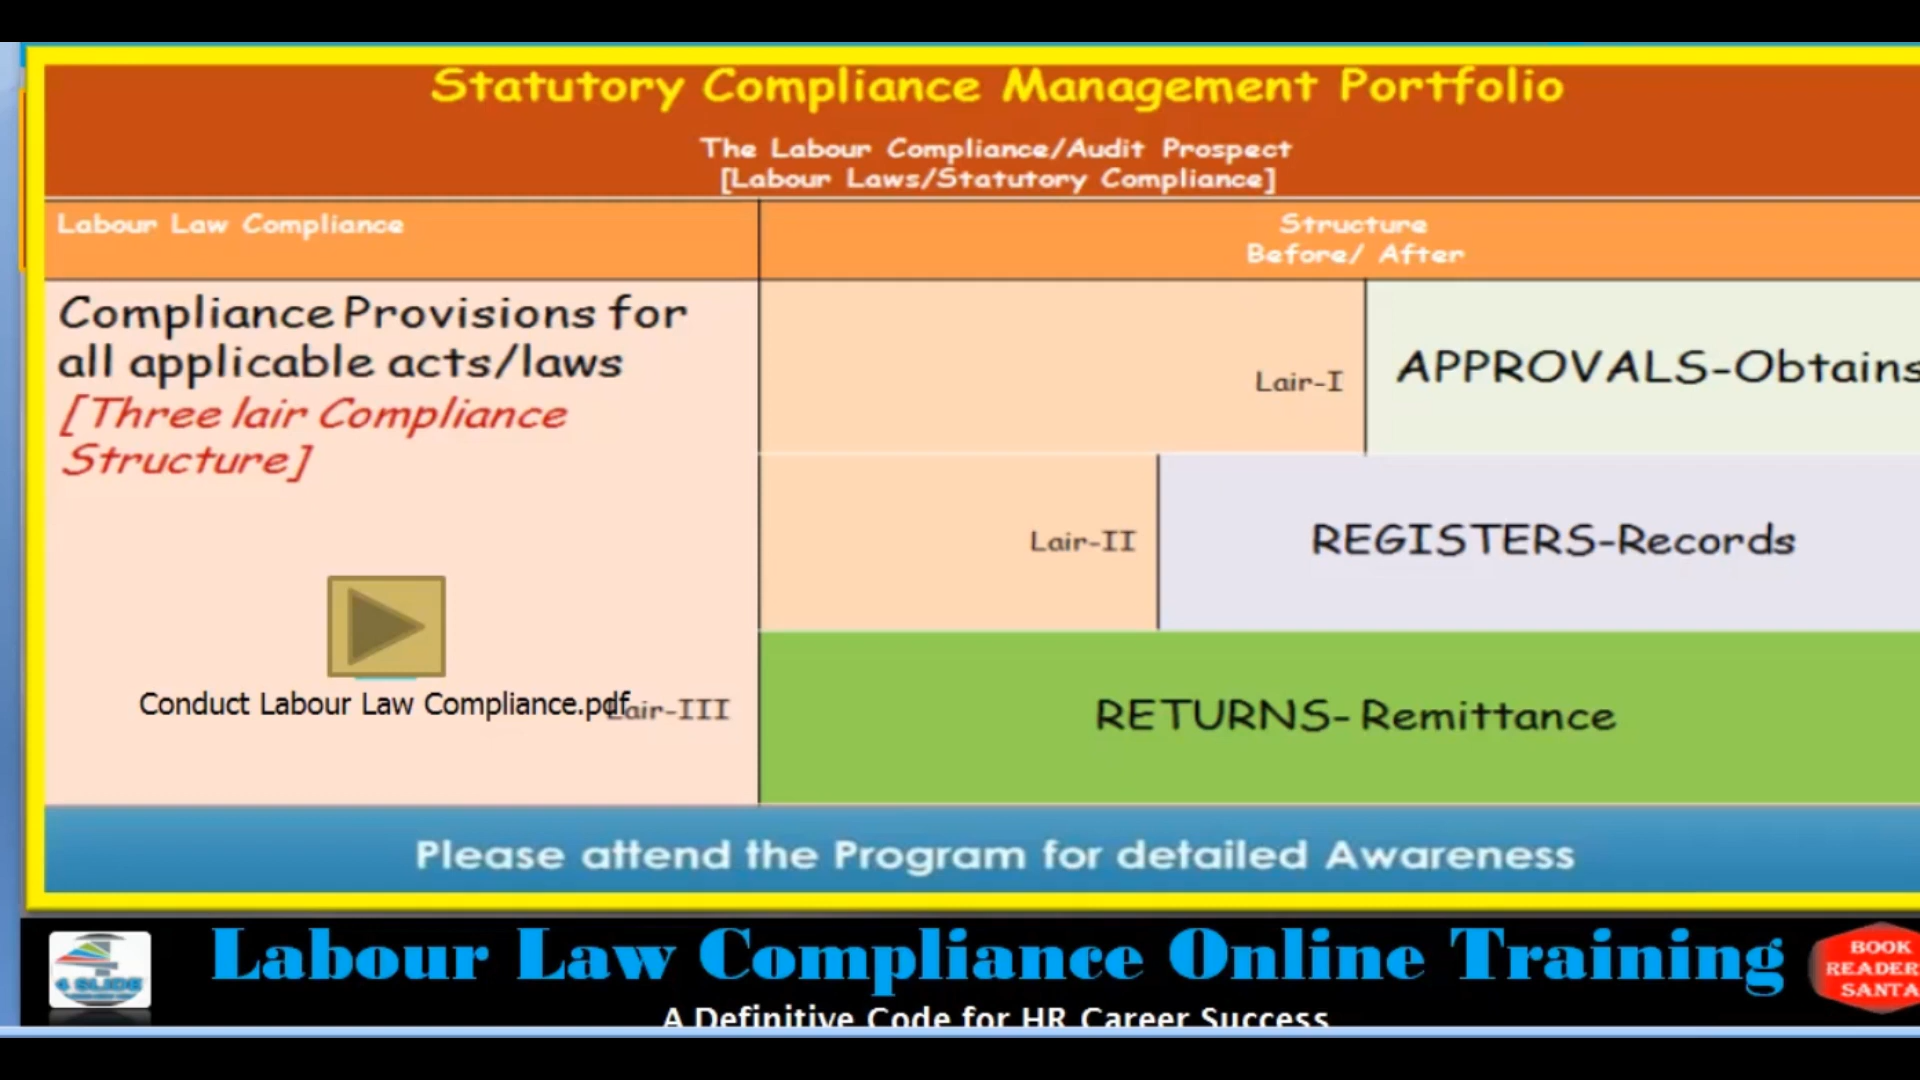 Statutory Compliance Management Portfolio
The Labour Compliance/Audit Prospect
[Labour Laws/Statutory Compliance]
Labour Law Compliance
Structure
Before/ After
Compliance Provisions for
all applicable acts/laws
[Three lair Compliance
Structure]
Lair-I
APPROVALS-Obtains
Lair-II
REGISTERS-Records
Conduct Labour Law Compliance.pdf
Lair-III
RETURNS- Remittance
Please attend the Program for detailed Awareness
4 SLIDE
Labour Law Compliance Online Training
A Definitive Code for HR Career Success
BOOK
READER
SANTA